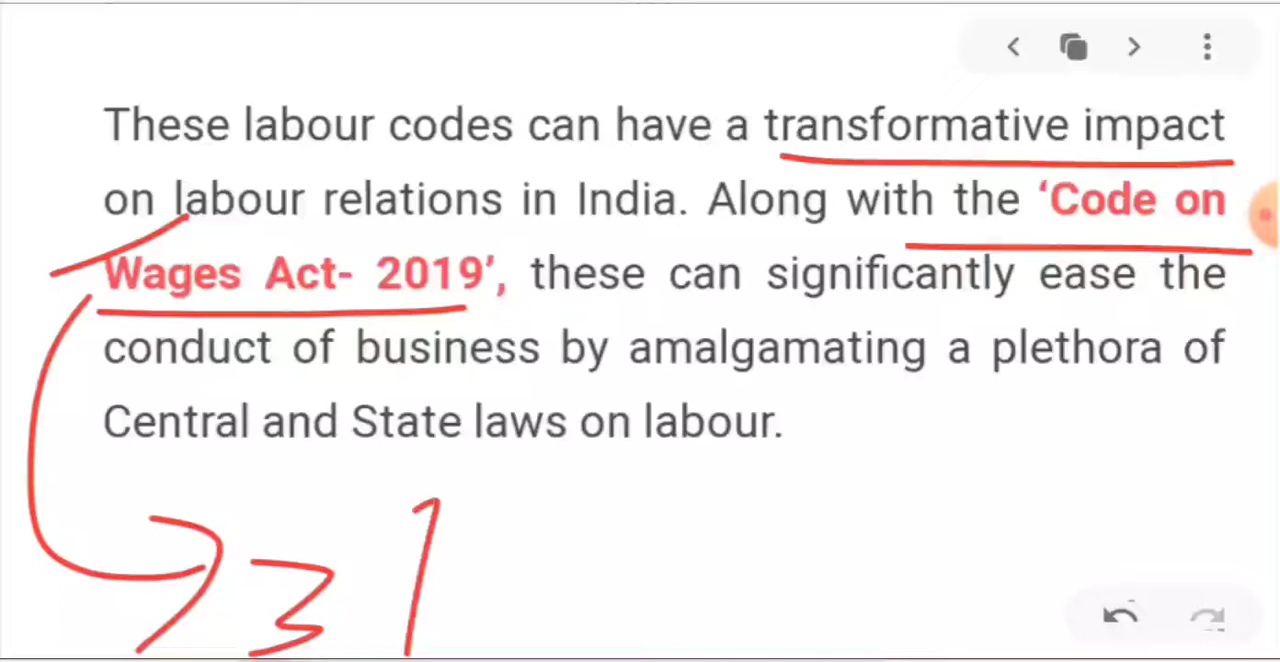 These labour codes can have a transformative impact
on labour relations in India. Along with the ‘Code on
Wages Act- 2019’, these can significantly ease the
conduct of business by amalgamating a plethora of
Central and State laws on labour.
31